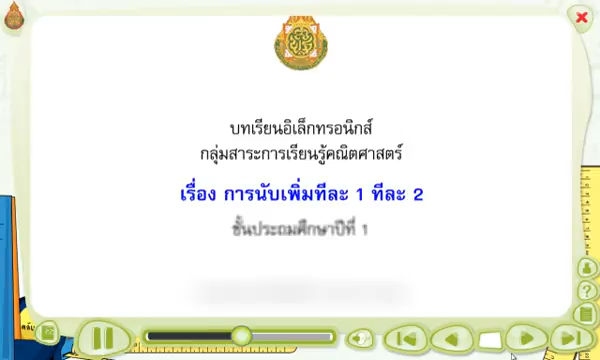 บทเรียนอิเล็กทรอนิกส์
กลุ่มสาระการเรียนรู้คณิตศาสตร์
เรื่อง การนับเพิ่มทีละ 1 ทีละ 2
ชั้นประถมศึกษาปีที่ 1